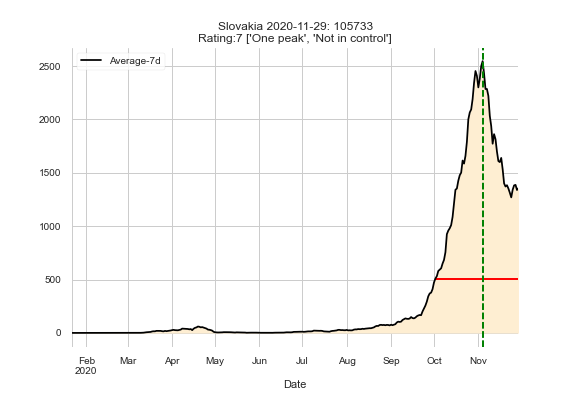 Slovakia 2020-11-29: 105733
Rating:7 ['One peak', 'Not in control']
Average-7d
2500
2000
1500
1000
500
0
Feb Mar Apr May Jun Jul Aug Sep Oct Nov
2020
Date